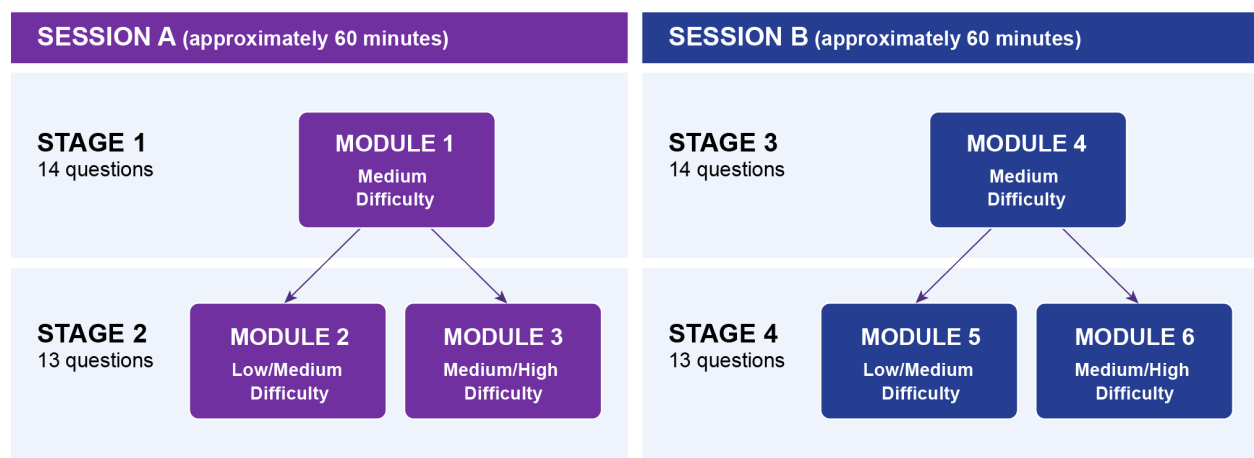 SESSION A (approximately 60 minutes)
STAGE 1
14 questions
MODULE 1
Medium
Difficulty
STAGE 2
13 questions
MODULE 2
Low/Medium
Difficulty
MODULE 3
Medium/High
Difficulty
SESSION B (approximately 60 minutes)
STAGE 3
14 questions
MODULE 4
Medium
Difficulty
STAGE 4
13 questions
MODULE 5
Low/Medium
Difficulty
MODULE 6
Medium/High
Difficulty